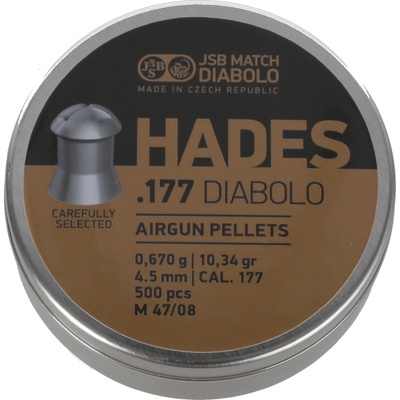 JSB
JSB MATCH
DIABOLO
MADE IN CZECH REPUBLIC
HADES
.177 DIABOLO
CAREFULLY
SELECTED
AIRGUN PELLETS
0,670 g | 10,34 gr
4.5 mm | CAL. 177
500 pcs
M 47/08